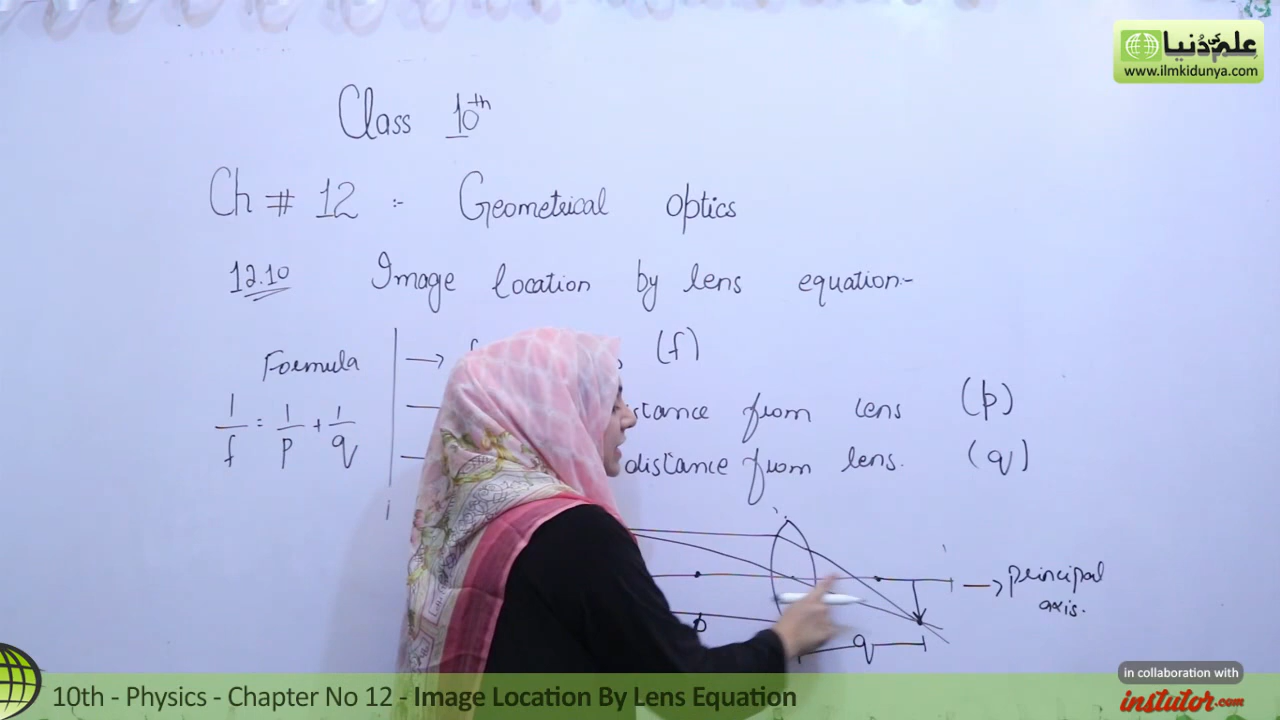 علم کی دُنیا
www.ilmkidunya.com
Class 10th
Ch # 12 :- Geometrical optics
12.10 Image location by lens equation:-
Formula
1/f = 1/p + 1/q
→ (f)
distance from lens (p)
distance from lens. (q)
→ principal axis.
p
q
10th - Physics - Chapter No 12 - Image Location By Lens Equation
in collaboration with
instutor.com